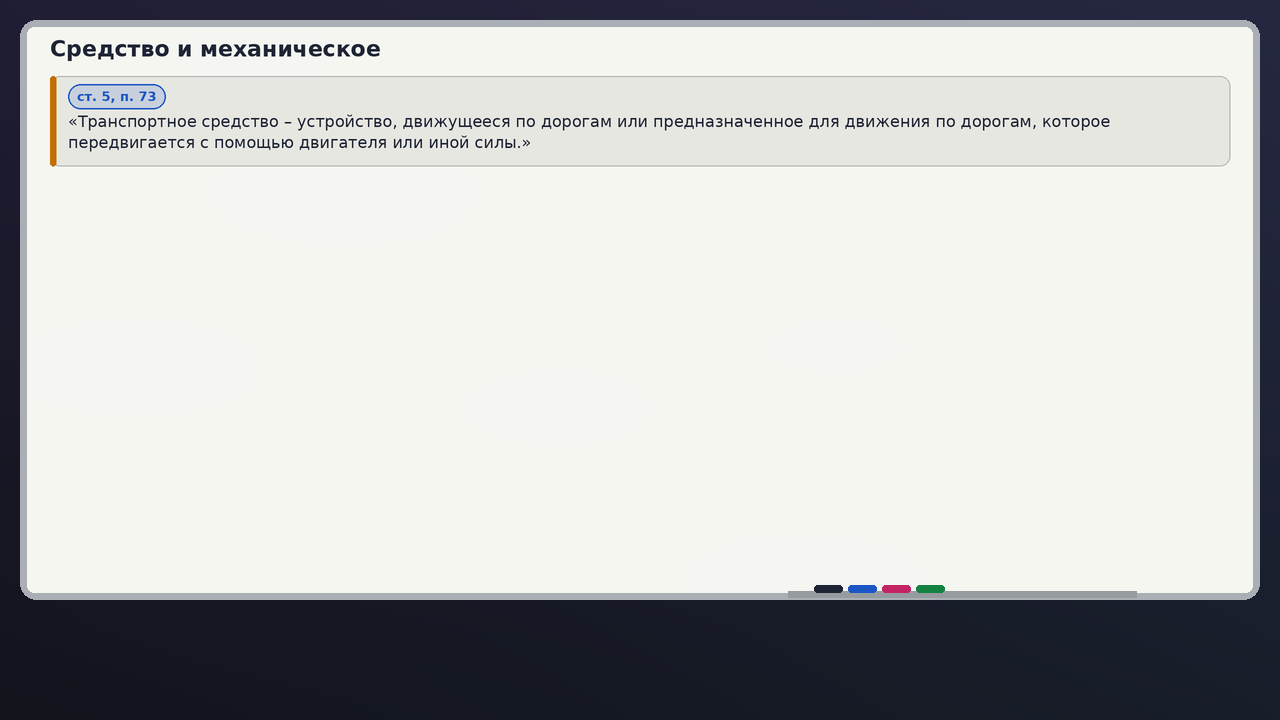 Средство и механическое
ст. 5, п. 73
«Транспортное средство – устройство, движущееся по дорогам или предназначенное для движения по дорогам, которое
передвигается с помощью двигателя или иной силы.»